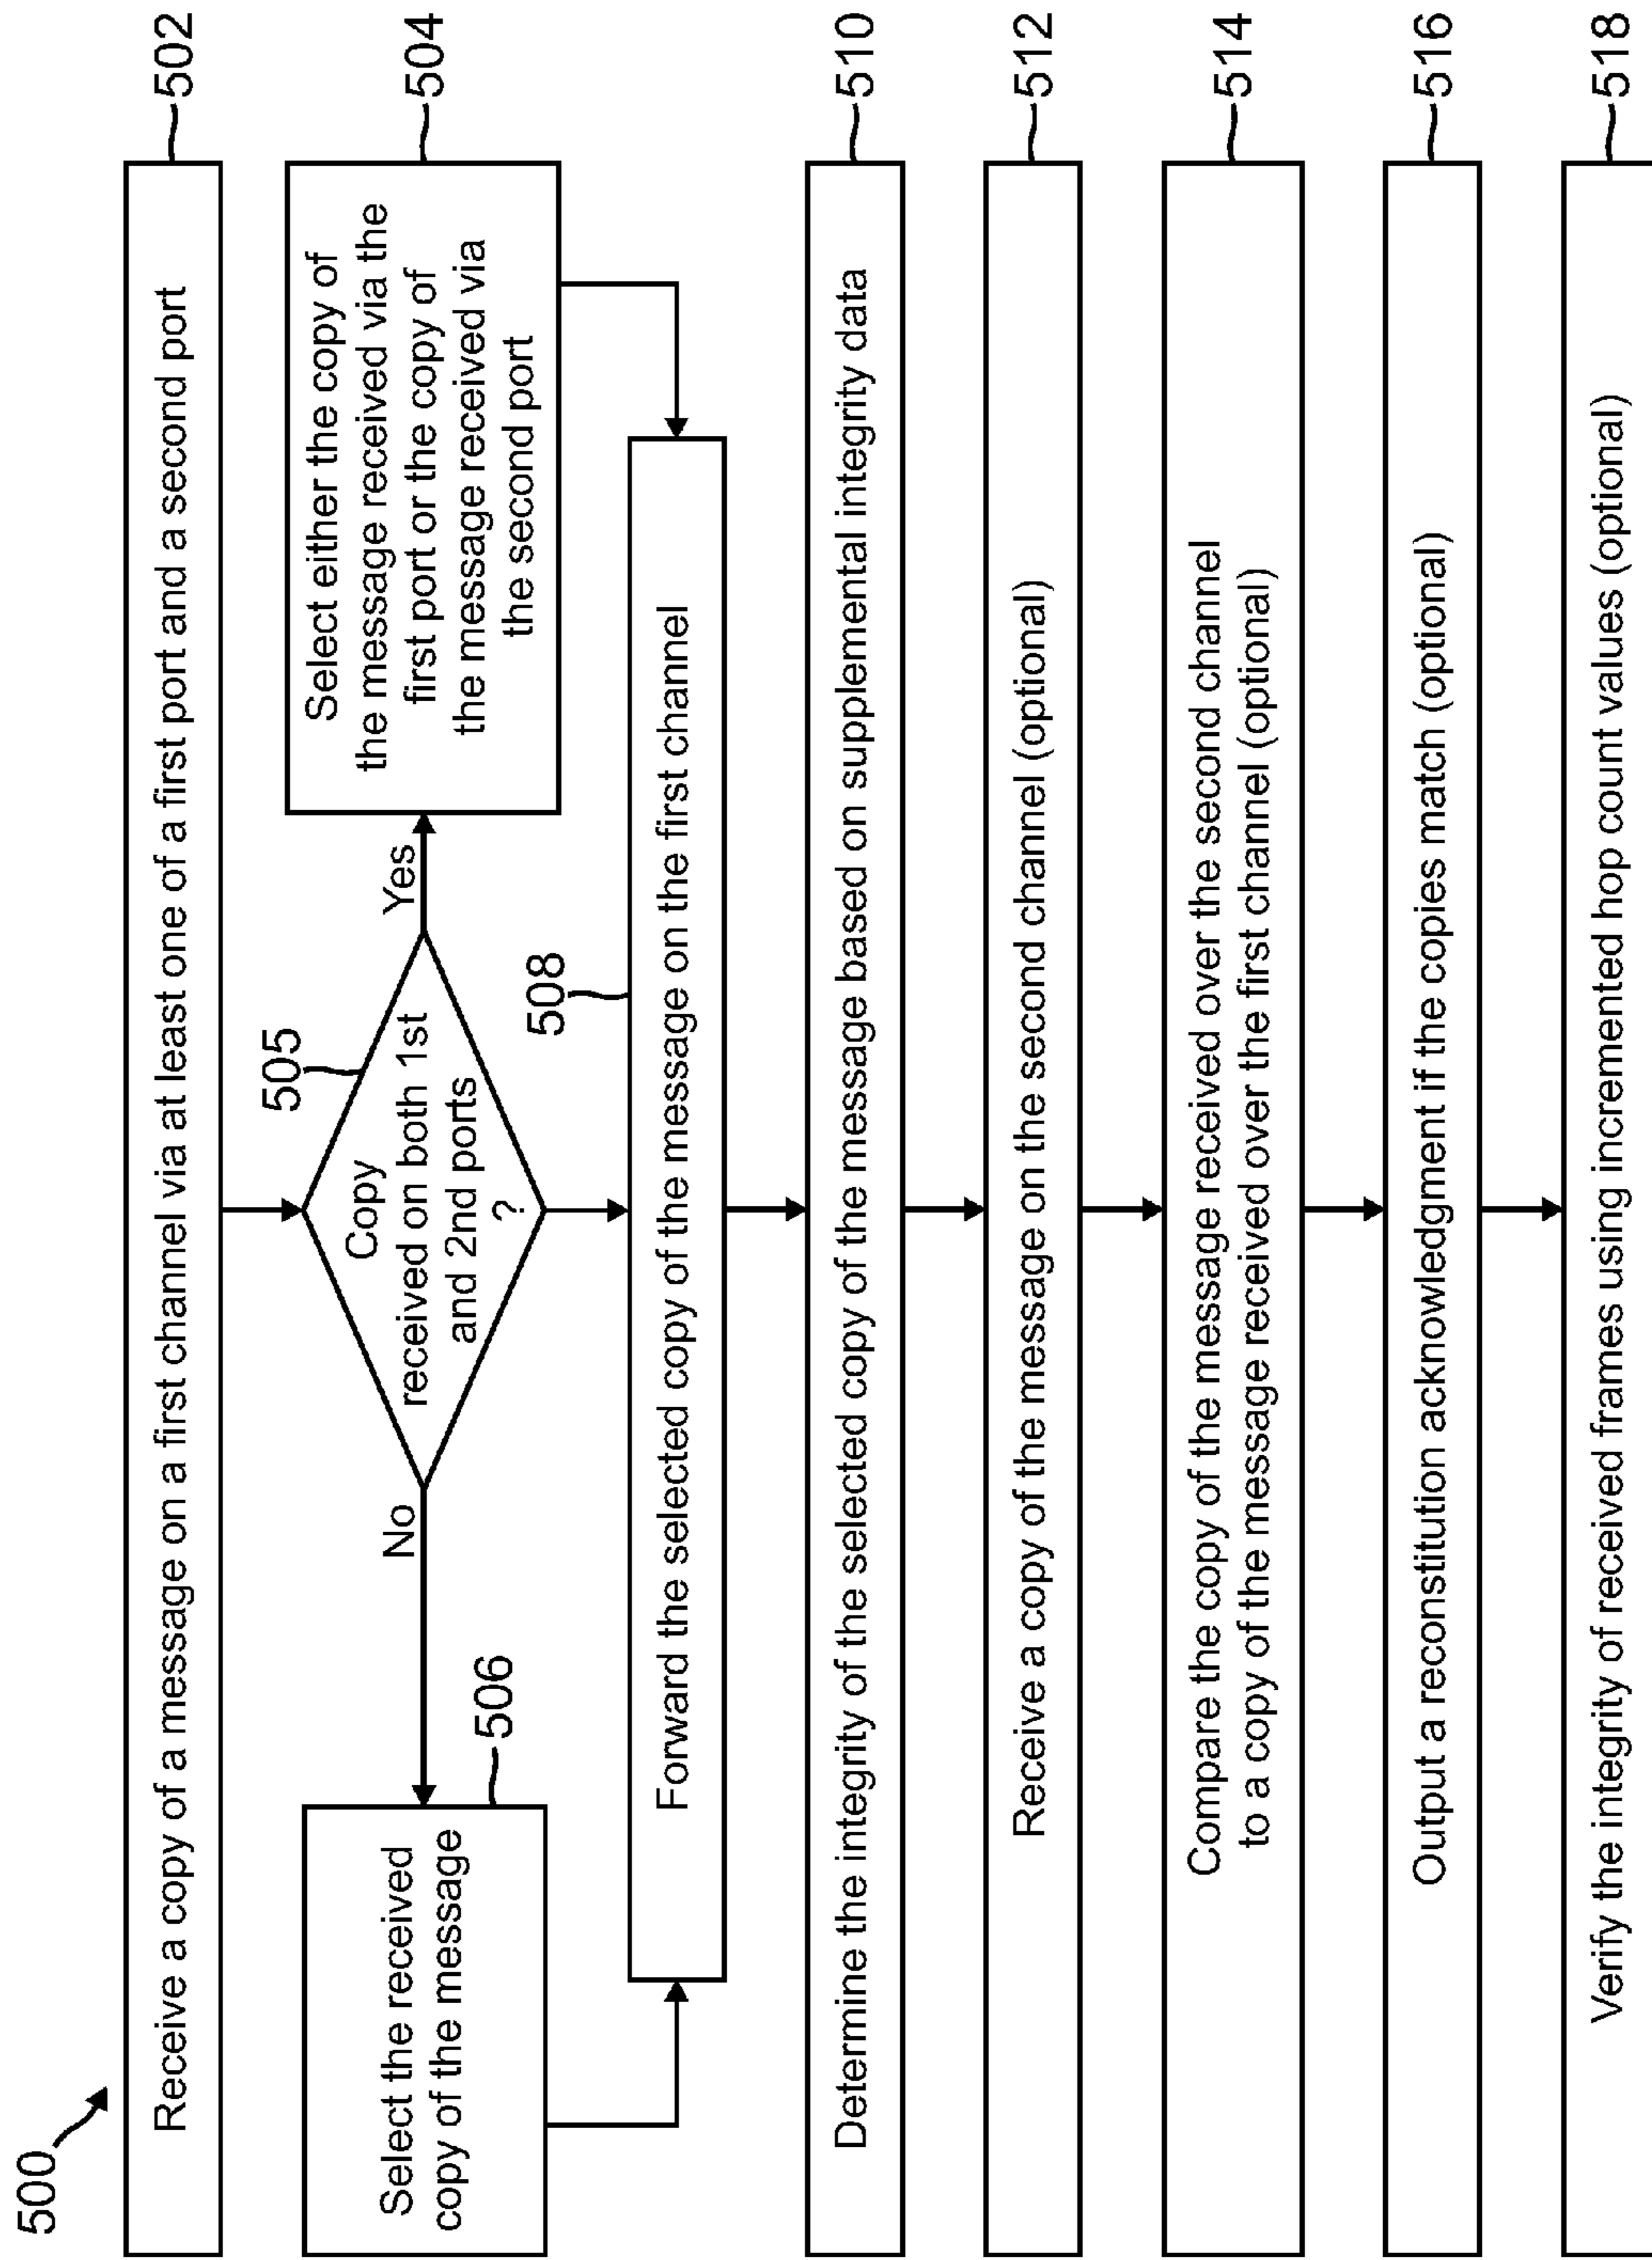 500
Receive a copy of a message on a first channel via at least one of a first port and a second port
502
505
Copy
received on both 1st
and 2nd ports
?
No
Yes
Select either the copy of
the message received via the
first port or the copy of
the message received via
the second port
504
Select the received
copy of the message
506
508
Forward the selected copy of the message on the first channel
Determine the integrity of the selected copy of the message based on supplemental integrity data
510
Receive a copy of the message on the second channel (optional)
512
Compare the copy of the message received over the second channel
to a copy of the message received over the first channel (optional)
514
Output a reconstitution acknowledgment if the copies match (optional)
516
Verify the integrity of received frames using incremented hop count values (optional)
518